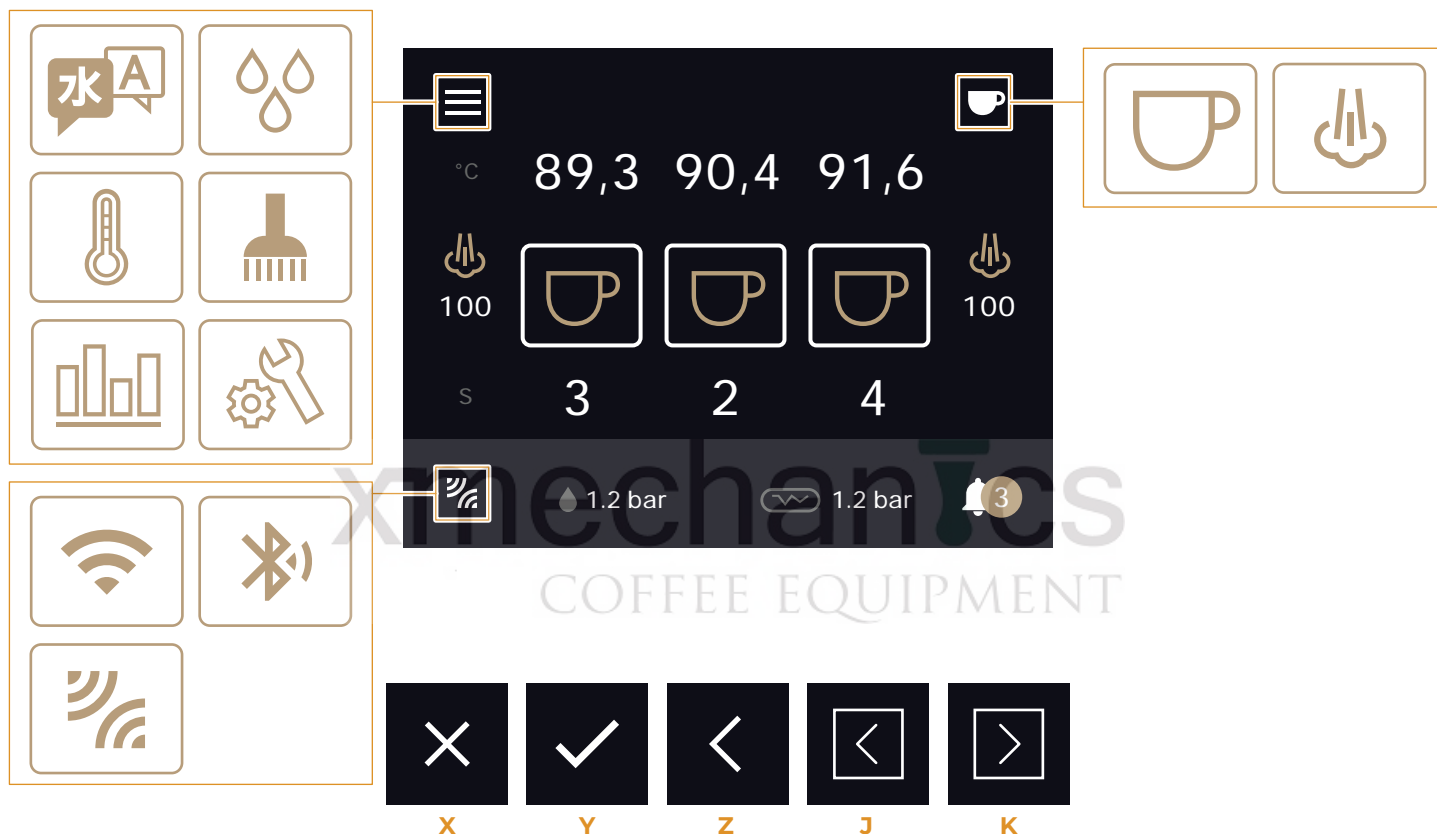 水 A
°C 89,3 90,4 91,6
100 100
S 3 2 4
1.2 bar 1.2 bar 3
xmechanics
COFFEE EQUIPMENT
X Y Z J K